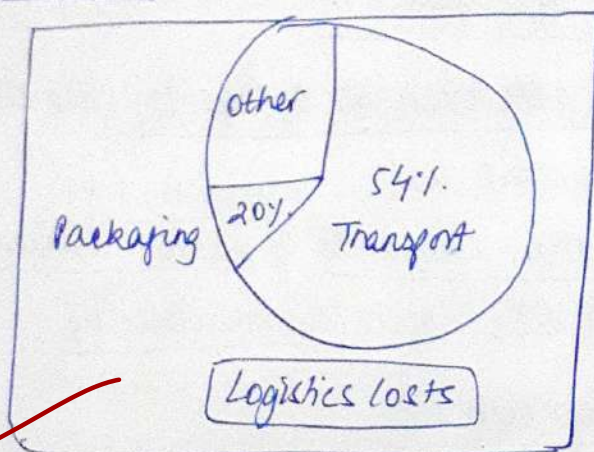 Other
54%.
20%.
Packaging
Transport
Logistics Costs